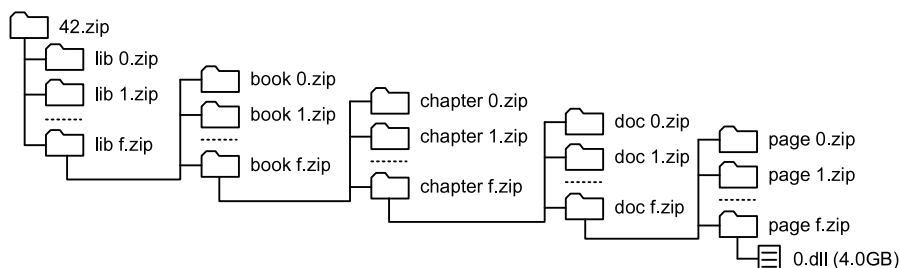 42.zip
lib 0.zip
lib 1.zip
lib f.zip
book 0.zip
book 1.zip
book f.zip
chapter 0.zip
chapter 1.zip
chapter f.zip
doc 0.zip
doc 1.zip
doc f.zip
page 0.zip
page 1.zip
page f.zip
0.dll (4.0GB)